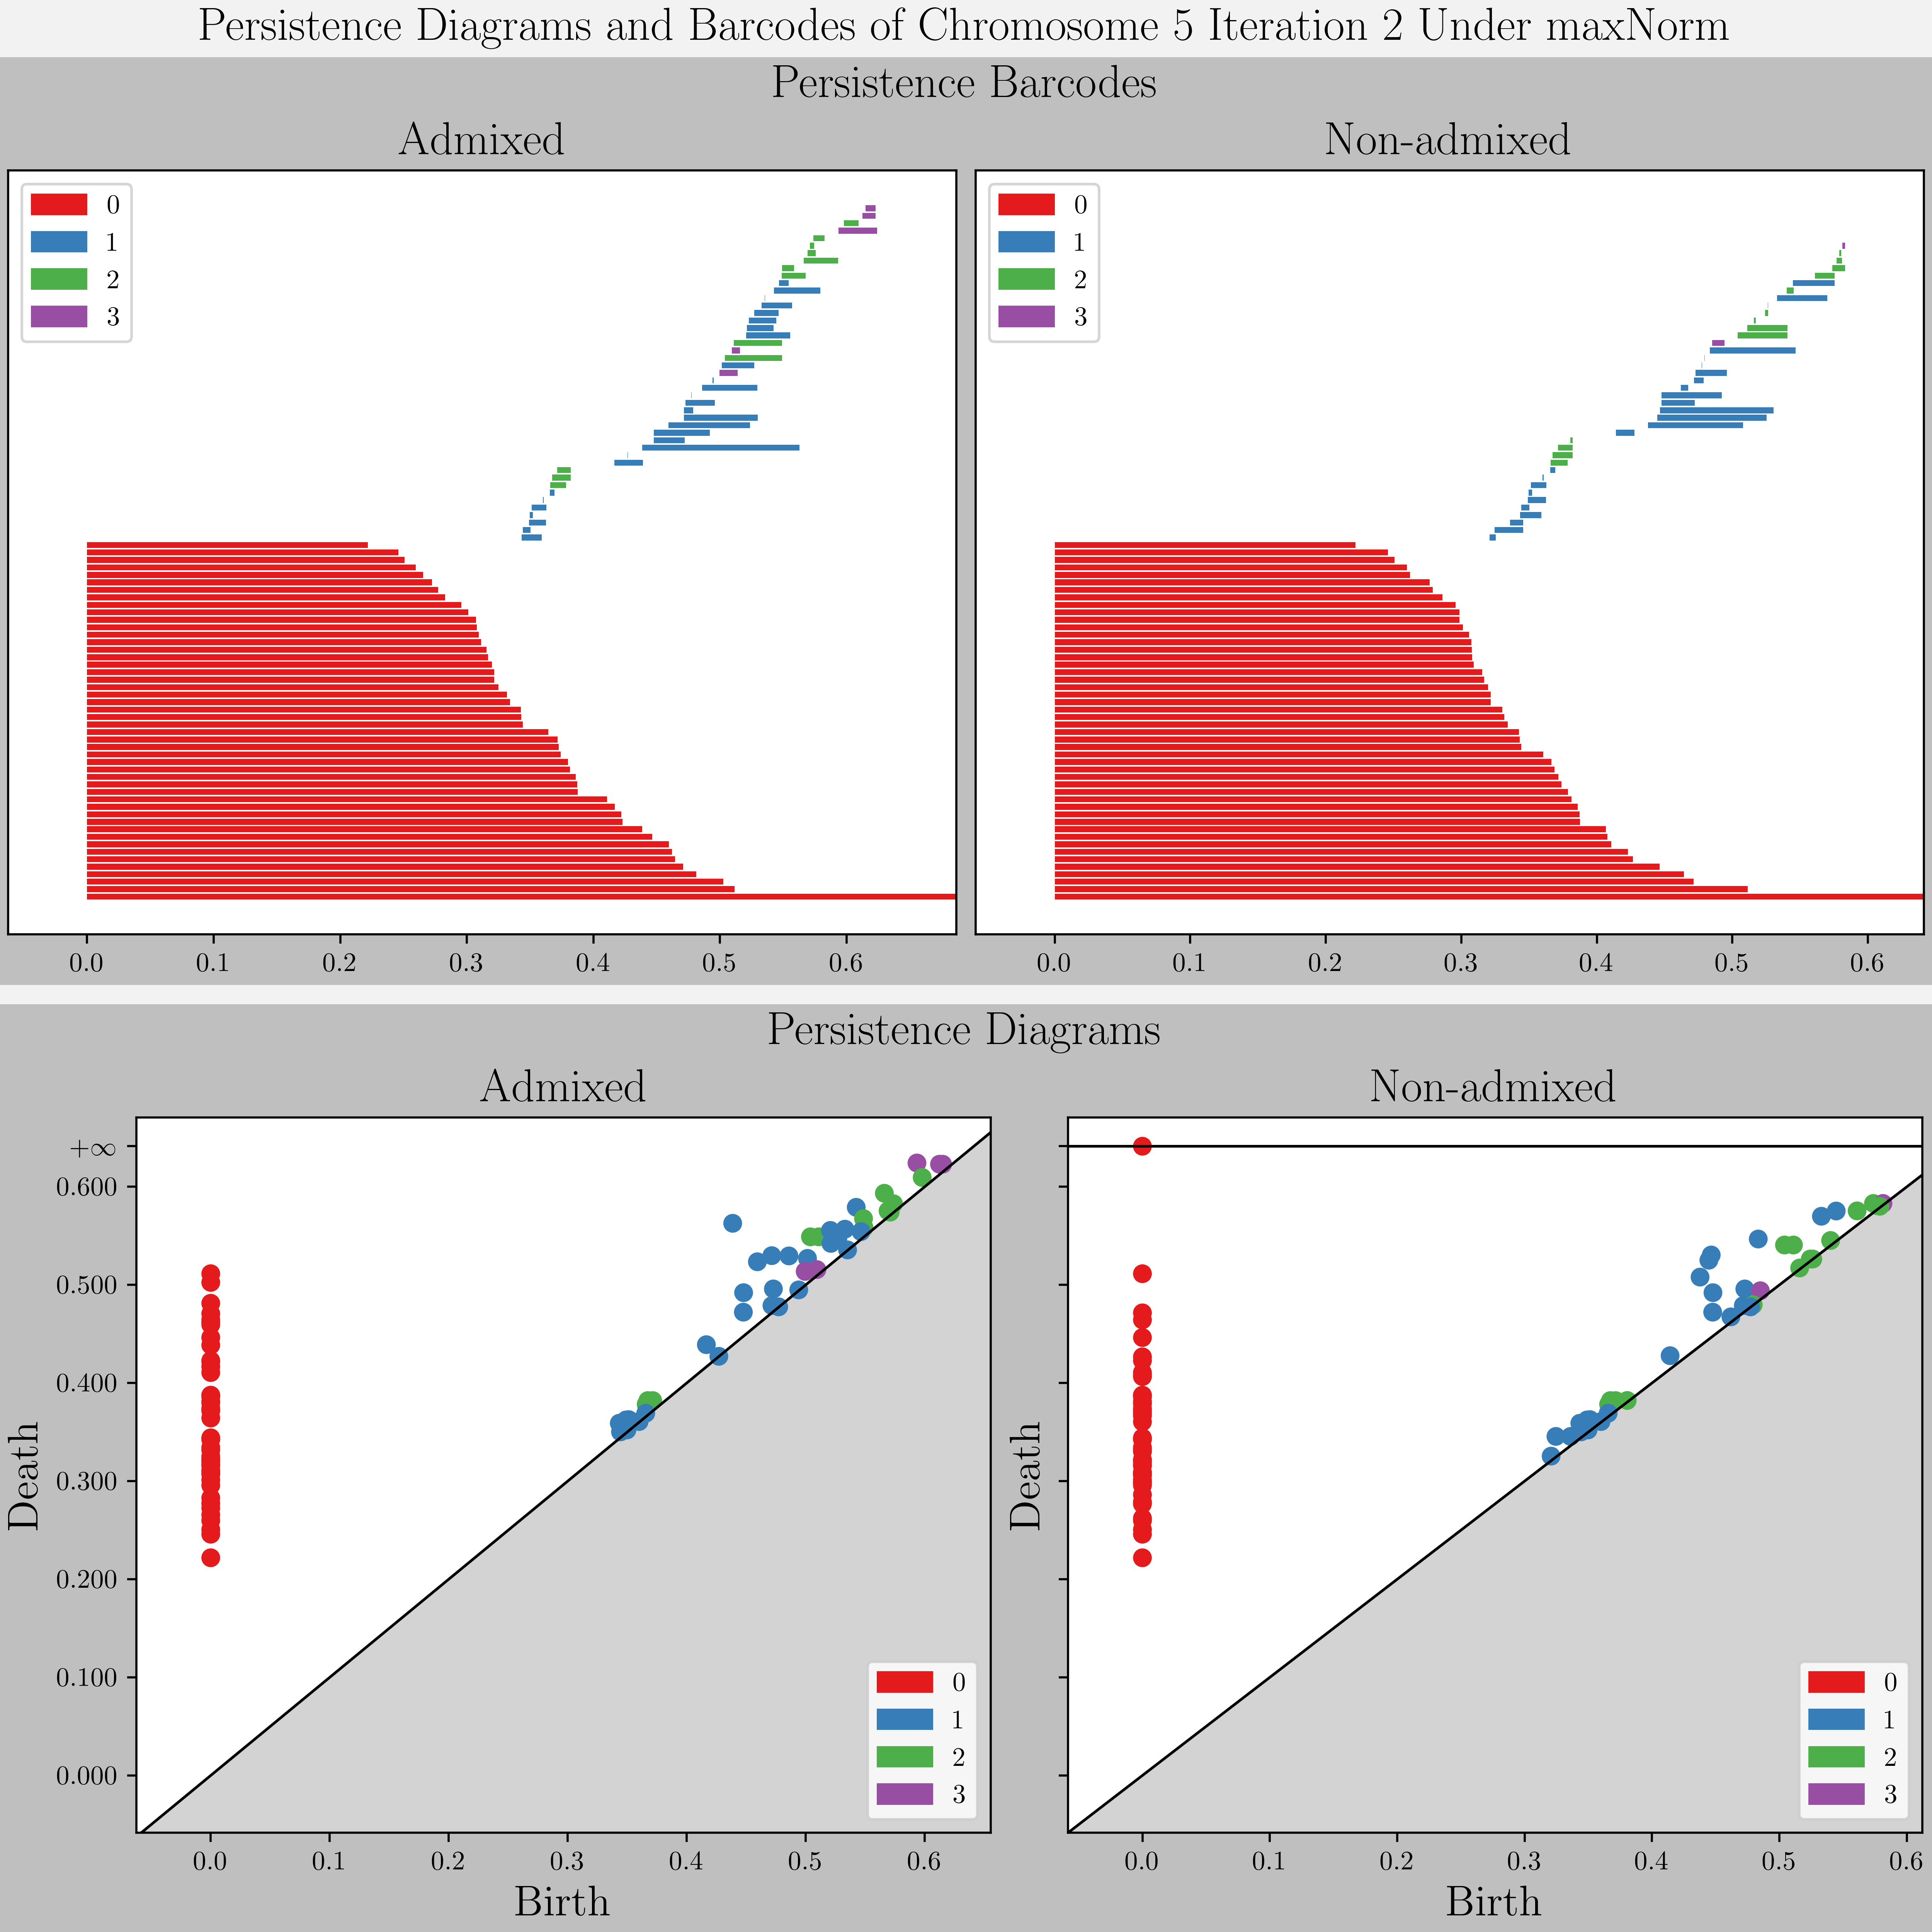 Persistence Diagrams and Barcodes of Chromosome 5 Iteration 2 Under maxNorm
Persistence Barcodes
Admixed
0
1
2
3
0.0 0.1 0.2 0.3 0.4 0.5 0.6
Non-admixed
0
1
2
3
0.0 0.1 0.2 0.3 0.4 0.5 0.6
Persistence Diagrams
Admixed
+∞
0.600
0.500
0.400
0.300
0.200
0.100
0.000
Death
0
1
2
3
0.0 0.1 0.2 0.3 0.4 0.5 0.6
Birth
Non-admixed
Death
0
1
2
3
0.0 0.1 0.2 0.3 0.4 0.5 0.6
Birth